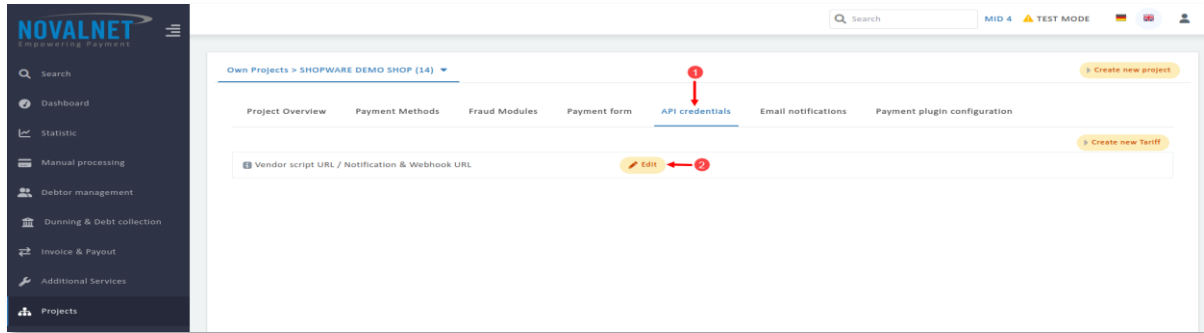 NOVALNET
Empowering Payment
Search
MID 4 TEST MODE
Search
Dashboard
Statistic
Manual processing
Debtor management
Dunning & Debt collection
Invoice & Payout
Additional Services
Projects
Own Projects > SHOPWARE DEMO SHOP (14)
1
Create new project
Project Overview Payment Methods Fraud Modules Payment form API credentials Email notifications Payment plugin configuration
Create new Tariff
Vendor script URL / Notification & Webhook URL Edit 2